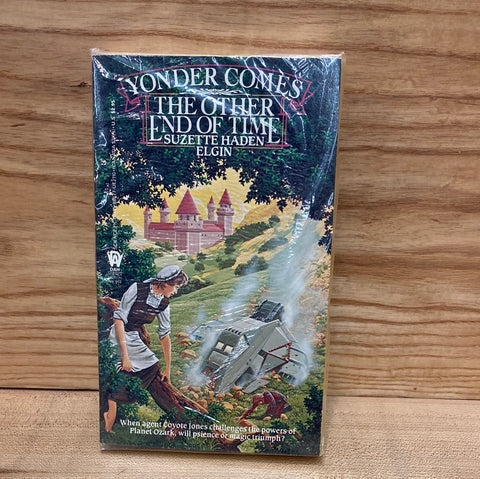 YONDER COMES
THE OTHER
END OF TIME
SUZETTE HADEN
ELGIN
DAW
When agent Coyote Jones challenges the powers of
Planet Ozark, will psience or magic triumph?